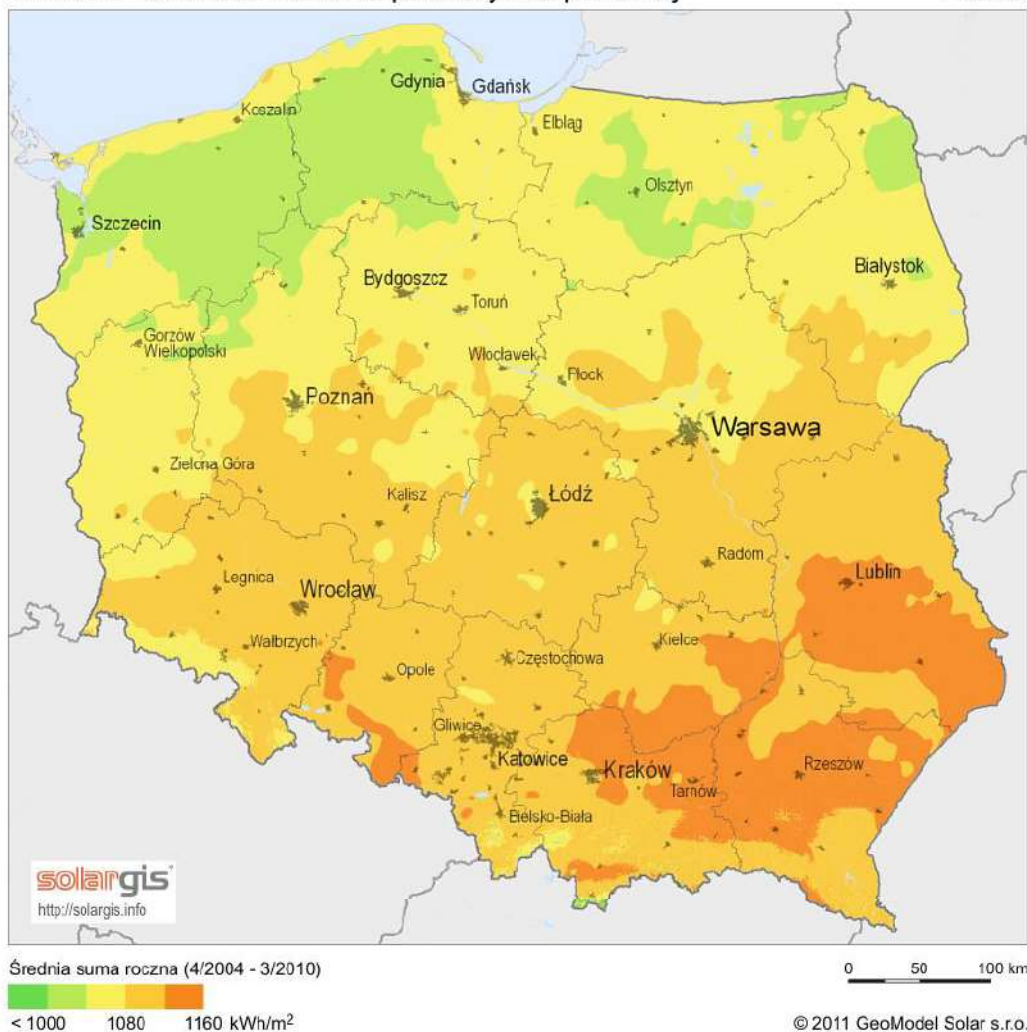 Gdynia
Gdańsk
Koszalin
Elbląg
Olsztyn
Szczecin
Bydgoszcz
Białystok
Toruń
Gorzów
Wielkopolski
Włocławek
Płock
Poznań
Warsawa
Zielona Góra
Kalisz
Łódź
Radom
Legnica
Lublin
Wrocław
Wałbrzych
Kielce
Opole
Częstochowa
Gliwice
Katowice
Kraków
Rzeszów
Tarnów
Bielsko-Biała
solargis
http://solargis.info
Średnia suma roczna (4/2004 - 3/2010)
0 50 100 km
< 1000 1080 1160 kWh/m²
© 2011 GeoModel Solar s.r.o.